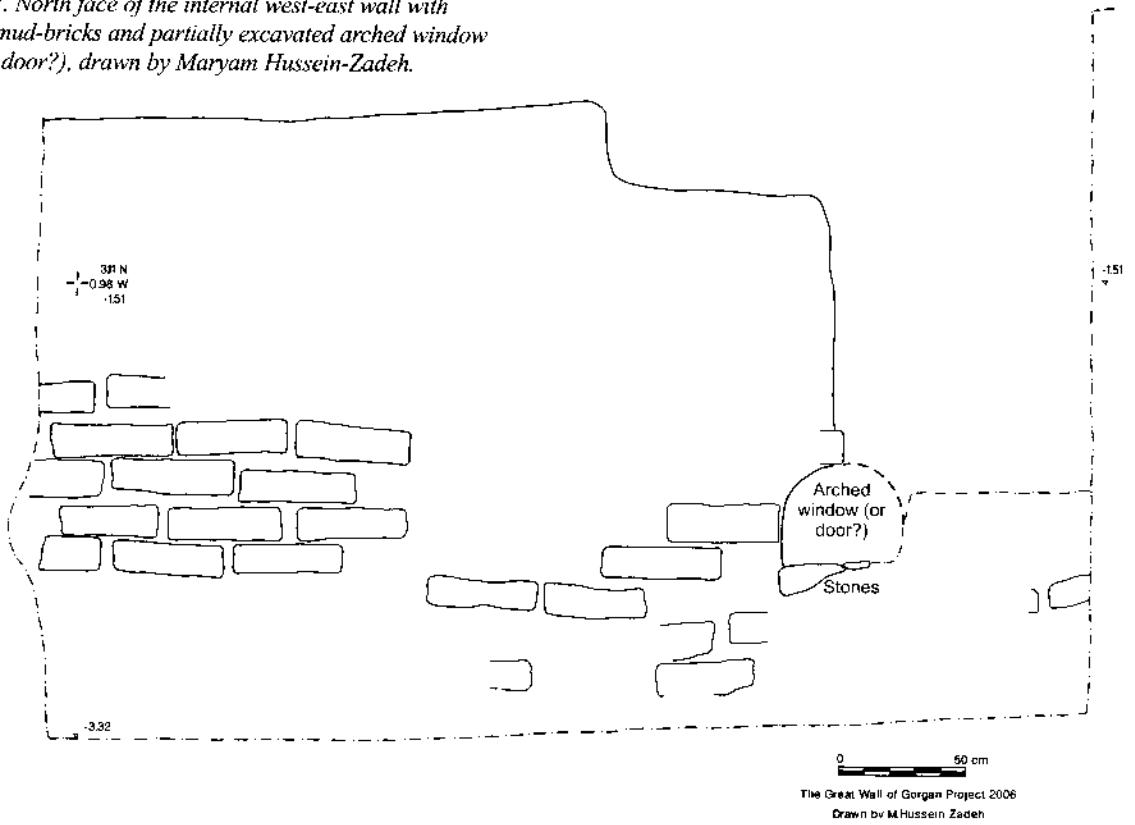 7. North face of the internal west-east wall with
mud-bricks and partially excavated arched window
door?), drawn by Maryam Hussein-Zadeh.
3.11 N
0.98 W
-1.51
-1.51
Arched
window (or
door?)
Stones
-3.32
0 50 cm
The Great Wall of Gorgan Project 2006
Drawn by M.Hussein Zadeh